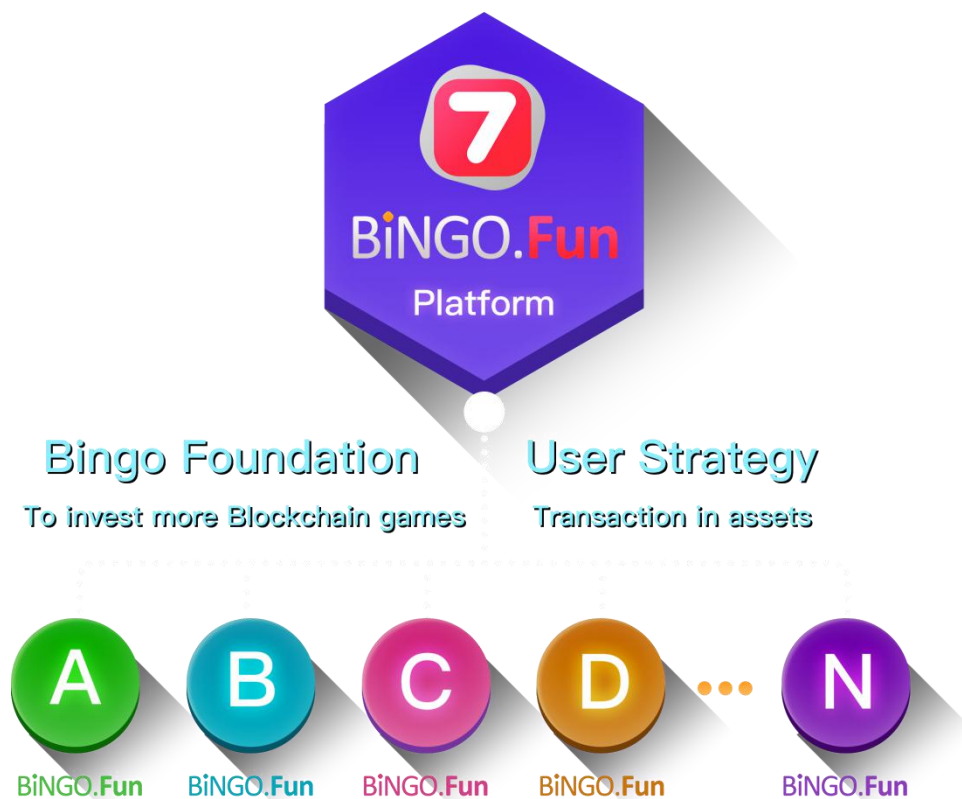 7
BiNGO.Fun
Platform
Bingo Foundation
User Strategy
To invest more Blockchain games
Transaction in assets
A B C D ••• N
BiNGO.Fun BiNGO.Fun BiNGO.Fun BiNGO.Fun BiNGO.Fun